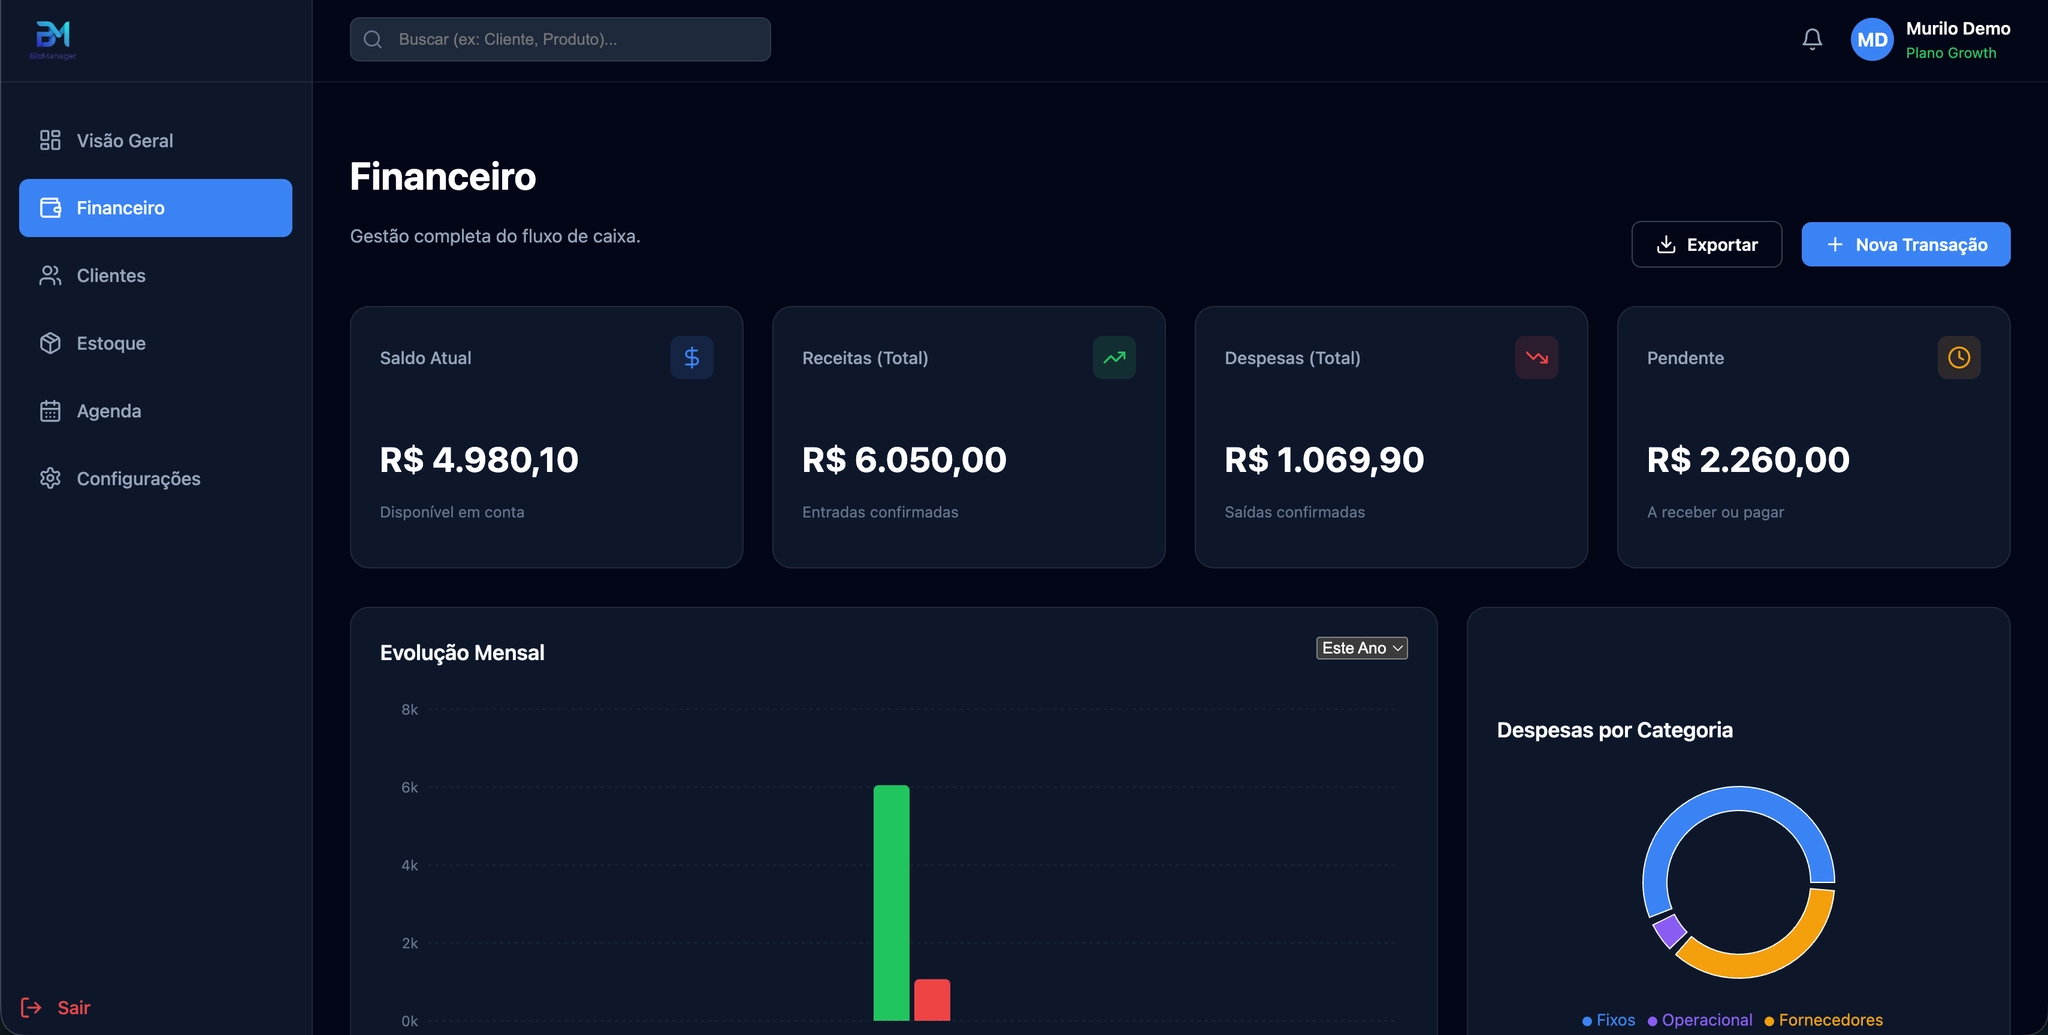 BM
BizManager
Buscar (ex: Cliente, Produto)...
MD
Murilo Demo
Plano Growth
Visão Geral
Financeiro
Clientes
Estoque
Agenda
Configurações
Sair
Financeiro
Gestão completa do fluxo de caixa.
Exportar
Nova Transação
Saldo Atual
R$ 4.980,10
Disponível em conta
Receitas (Total)
R$ 6.050,00
Entradas confirmadas
Despesas (Total)
R$ 1.069,90
Saídas confirmadas
Pendente
R$ 2.260,00
A receber ou pagar
Evolução Mensal
Este Ano
8k
6k
4k
2k
0k
Despesas por Categoria
Fixos Operacional Fornecedores